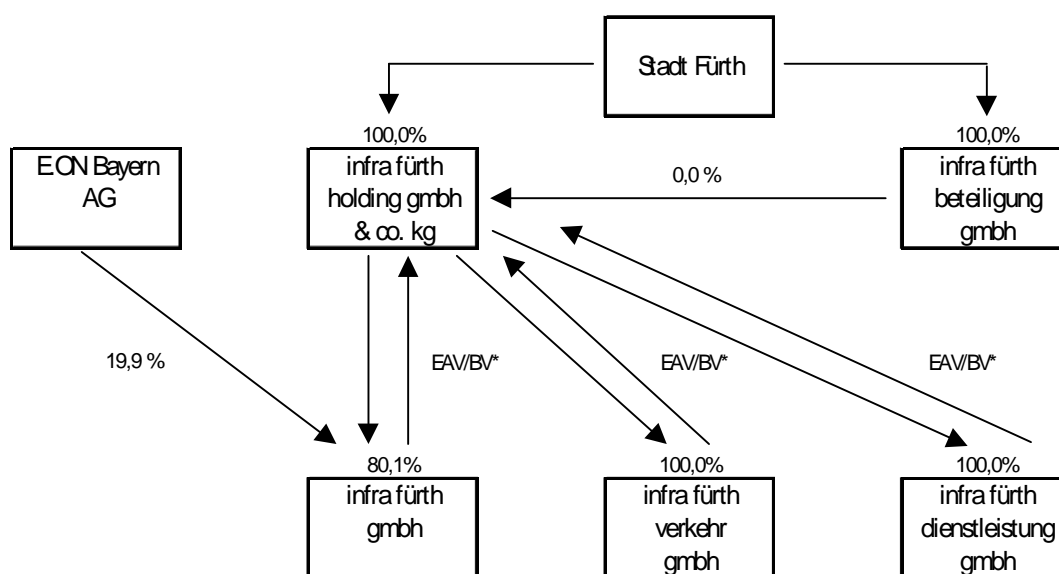 Stadt Fürth
100,0%
100,0%
E.ON Bayern
AG
infra fürth
holding gmbh
& co. kg
0,0 %
infra fürth
beteiligung
gmbh
19,9 %
EAV/BV*
EAV/BV*
EAV/BV*
80,1%
100,0%
100,0%
infra fürth
gmbh
infra fürth
verkehr
gmbh
infra fürth
dienstleistung
gmbh